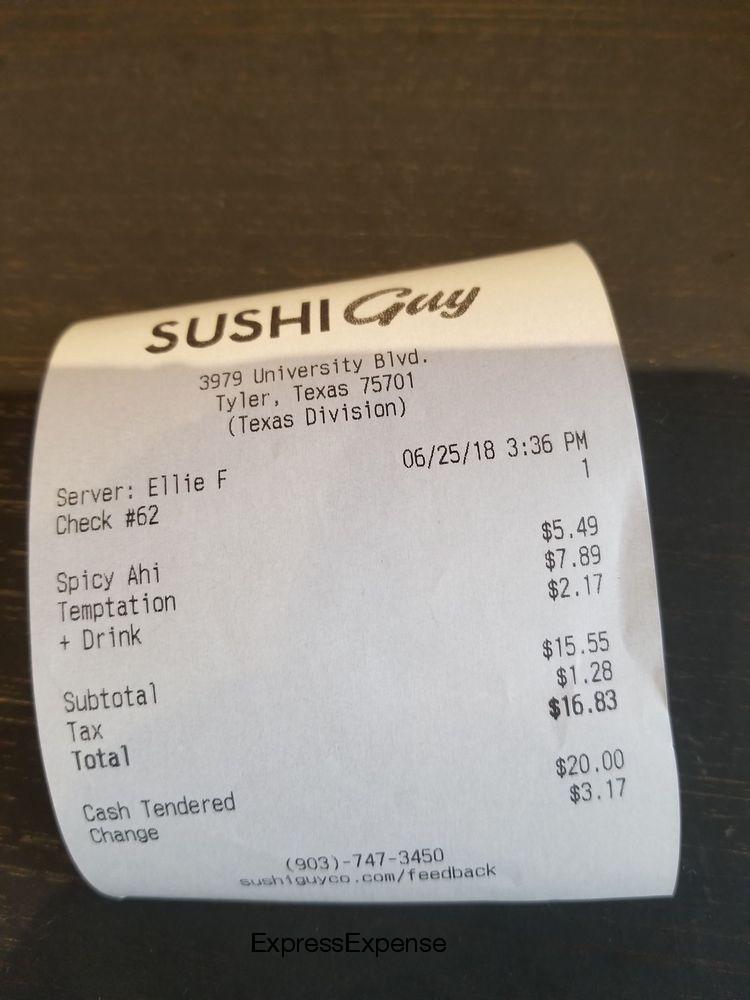 SUSHI Guy
3979 University Blvd.
Tyler, Texas 75701
(Texas Division)
06/25/18 3:36 PM
Server: Ellie F 1
Check #62
Spicy Ahi $5.49
Temptation $7.89
+ Drink $2.17
Subtotal $15.55
Tax $1.28
Total $16.83
Cash Tendered $20.00
Change $3.17
(903)-747-3450
sushiguyco.com/feedback
ExpressExpense